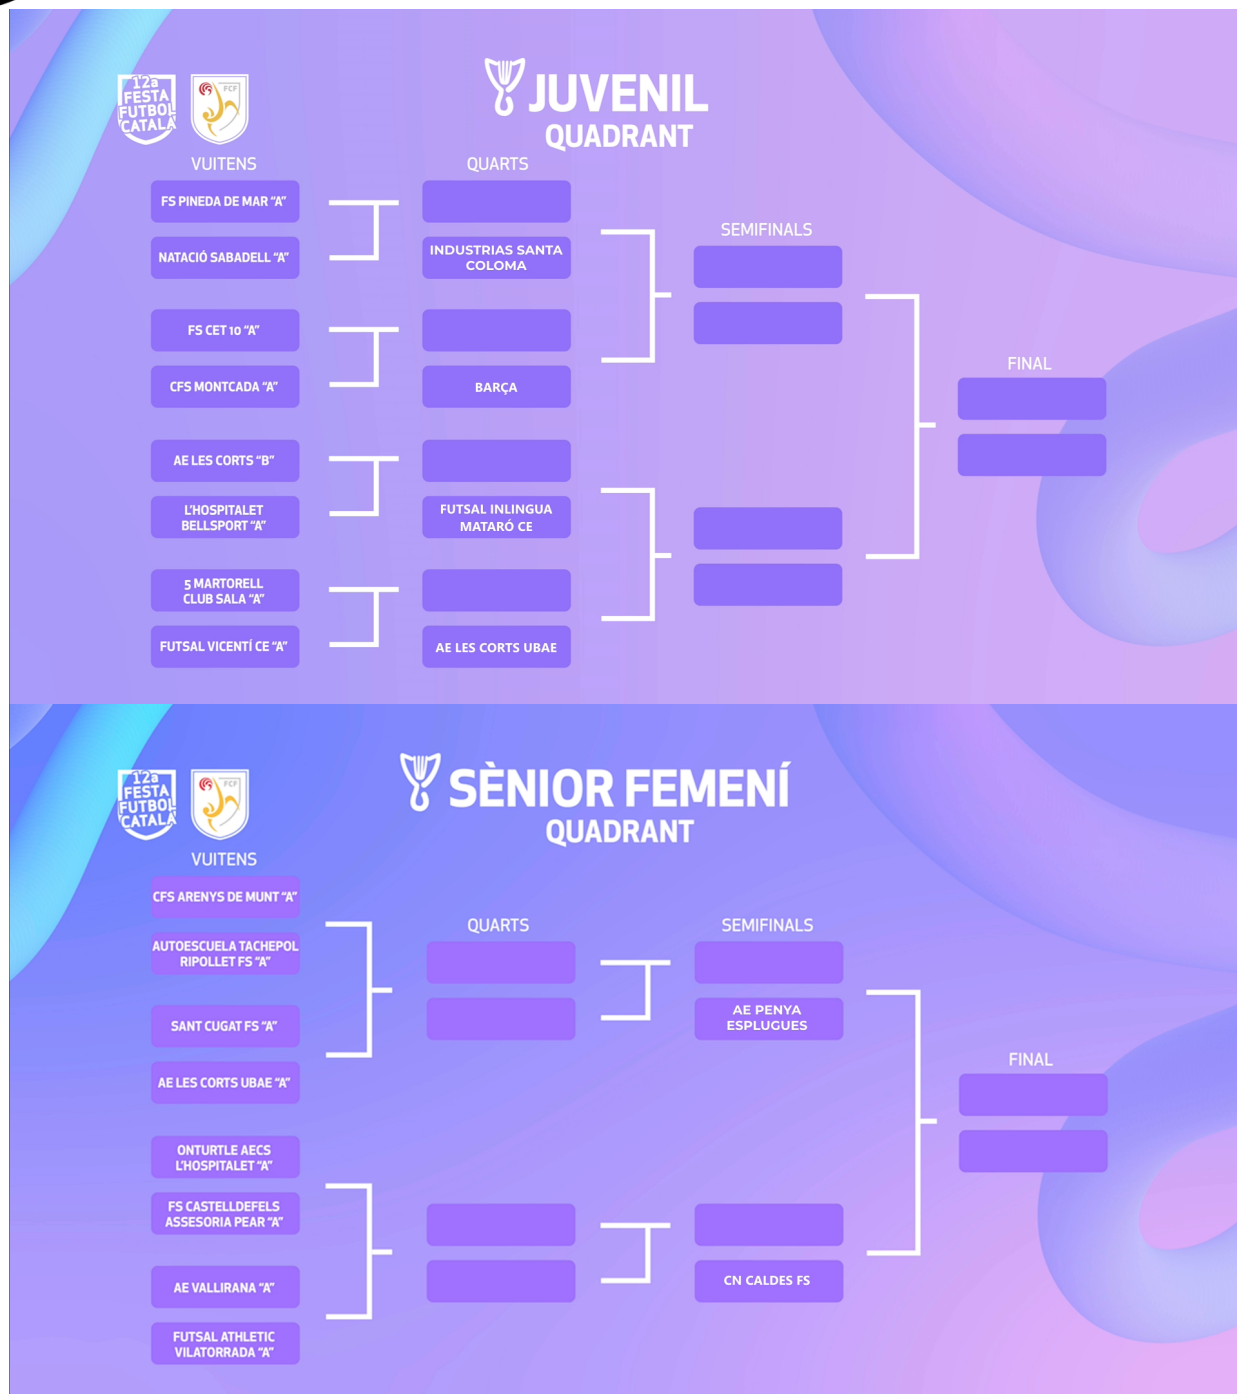 12a
FESTA
FUTBOL
CATALÀ
FCF
JUVENIL
QUADRANT
VUITENS
QUARTS
FS PINEDA DE MAR “A”
NATACIÓ SABADELL “A”
INDUSTRIAS SANTA
COLOMA
SEMIFINALS
FS CET 10 “A”
CFS MONTCADA “A”
BARÇA
FINAL
AE LES CORTS “B”
L'HOSPITALET
BELLSPORT “A”
FUTSAL INLINGUA
MATARÓ CE
5 MARTORELL
CLUB SALA “A”
FUTSAL VICENTÍ CE “A”
AE LES CORTS UBAE
12a
FESTA
FUTBOL
CATALÀ
FCF
SÈNIOR FEMENÍ
QUADRANT
VUITENS
CFS ARENYS DE MUNT “A”
QUARTS
SEMIFINALS
AUTOESCUELA TACHEPOL
RIPOLLET FS “A”
SANT CUGAT FS “A”
AE PENYA
ESPLUGUES
AE LES CORTS UBAE “A”
FINAL
ONTURTLE AECS
L'HOSPITALET “A”
FS CASTELLDEFELS
ASSESORIA PEAR “A”
AE VALLIRANA “A”
CN CALDES FS
FUTSAL ATHLETIC
VILATORRADA “A”